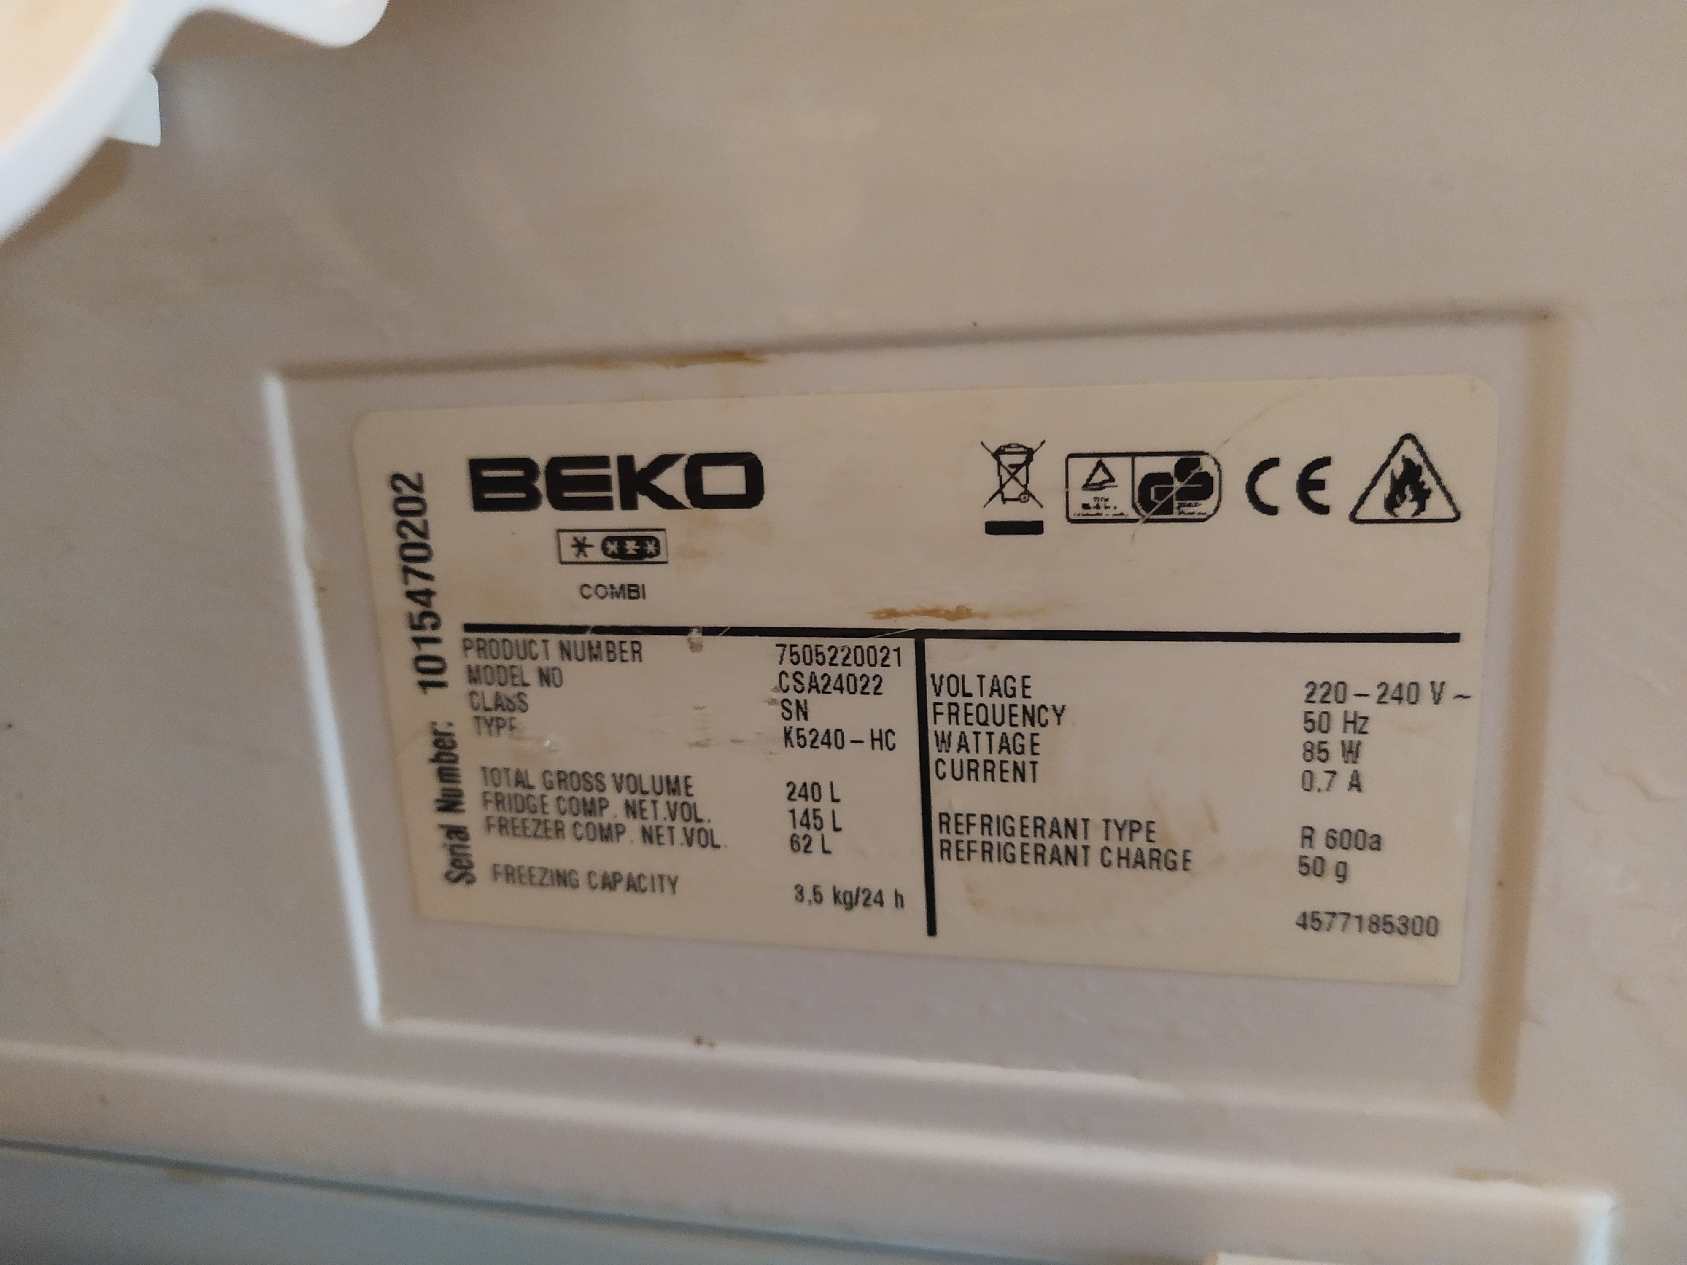 BEKO
COMBI
Serial Number: 1015470202
PRODUCT NUMBER 7505220021
MODEL NO CSA24022
CLASS SN
TYPE K5240-HC
TOTAL GROSS VOLUME 240 L
FRIDGE COMP. NET.VOL. 145 L
FREEZER COMP. NET.VOL. 62 L
FREEZING CAPACITY 3,5 kg/24 h
VOLTAGE 220-240 V ~
FREQUENCY 50 Hz
WATTAGE 85 W
CURRENT 0.7 A
REFRIGERANT TYPE R 600a
REFRIGERANT CHARGE 50 g
4577185300
CE